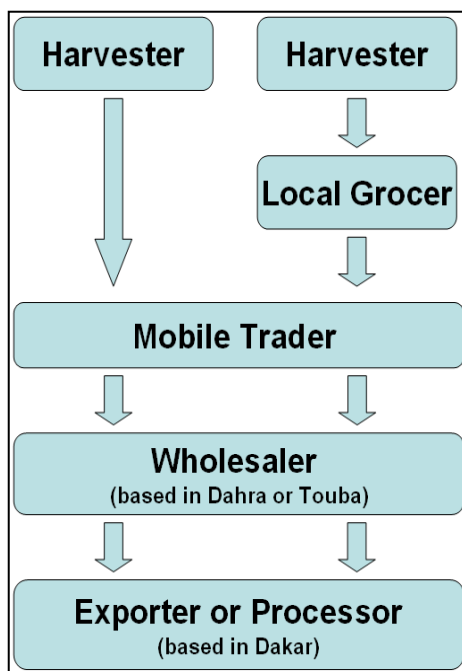 Harvester
Harvester
Local Grocer
Mobile Trader
Wholesaler
(based in Dahra or Touba)
Exporter or Processor
(based in Dakar)